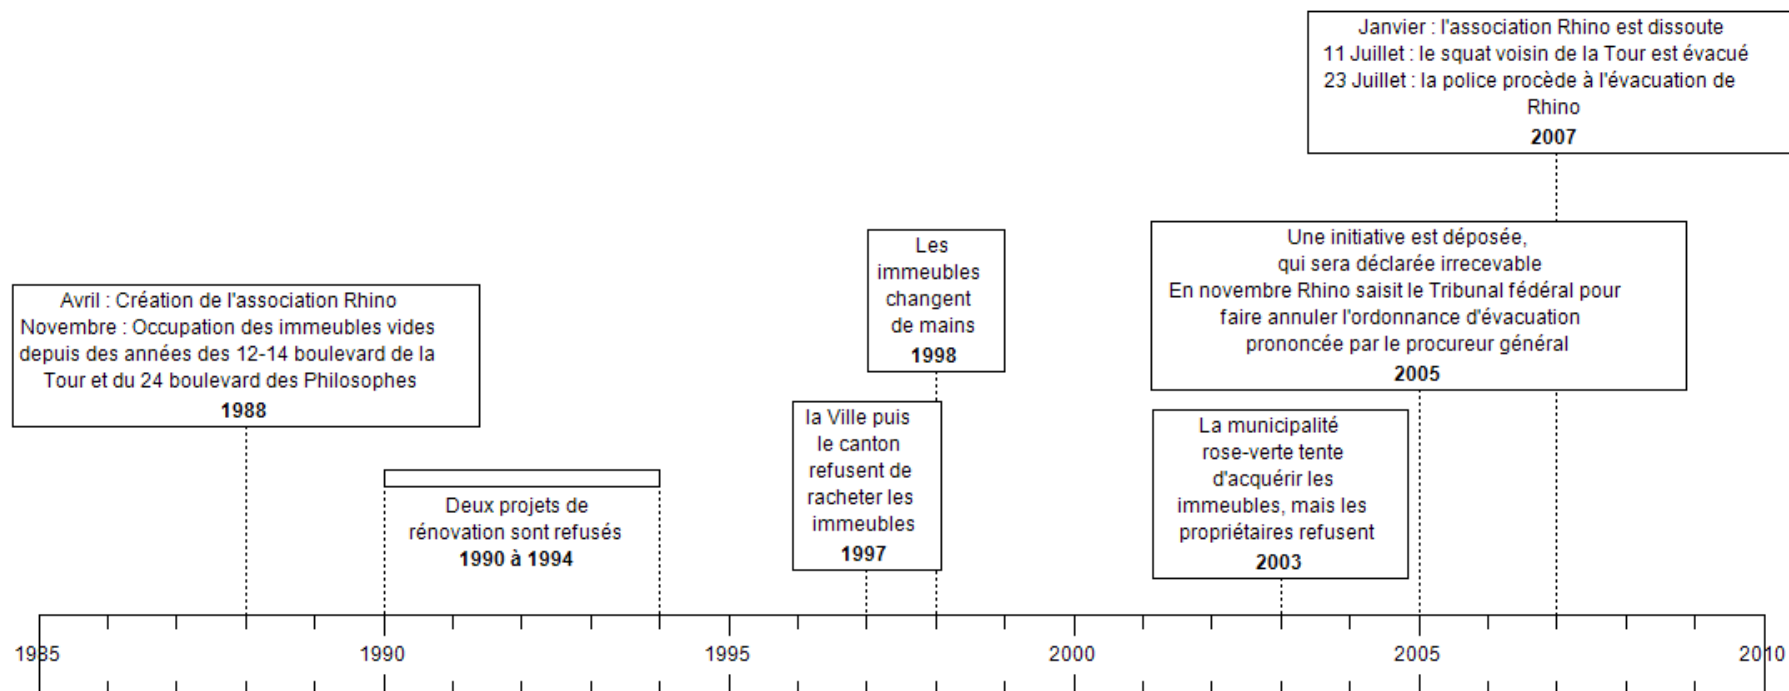 Janvier : l'association Rhino est dissoute
11 Juillet : le squat voisin de la Tour est évacué
23 Juillet : la police procède à l'évacuation de
Rhino
2007
Une initiative est déposée,
qui sera déclarée irrecevable
En novembre Rhino saisit le Tribunal fédéral pour
faire annuler l'ordonnance d'évacuation
prononcée par le procureur général
2005
Les
immeubles
changent
de mains
1998
Avril : Création de l'association Rhino
Novembre : Occupation des immeubles vides
depuis des années des 12-14 boulevard de la
Tour et du 24 boulevard des Philosophes
1988
la Ville puis
le canton
refusent de
racheter les
immeubles
1997
La municipalité
rose-verte tente
d'acquérir les
immeubles, mais les
propriétaires refusent
2003
Deux projets de
rénovation sont refusés
1990 à 1994
1985 1990 1995 2000 2005 2010